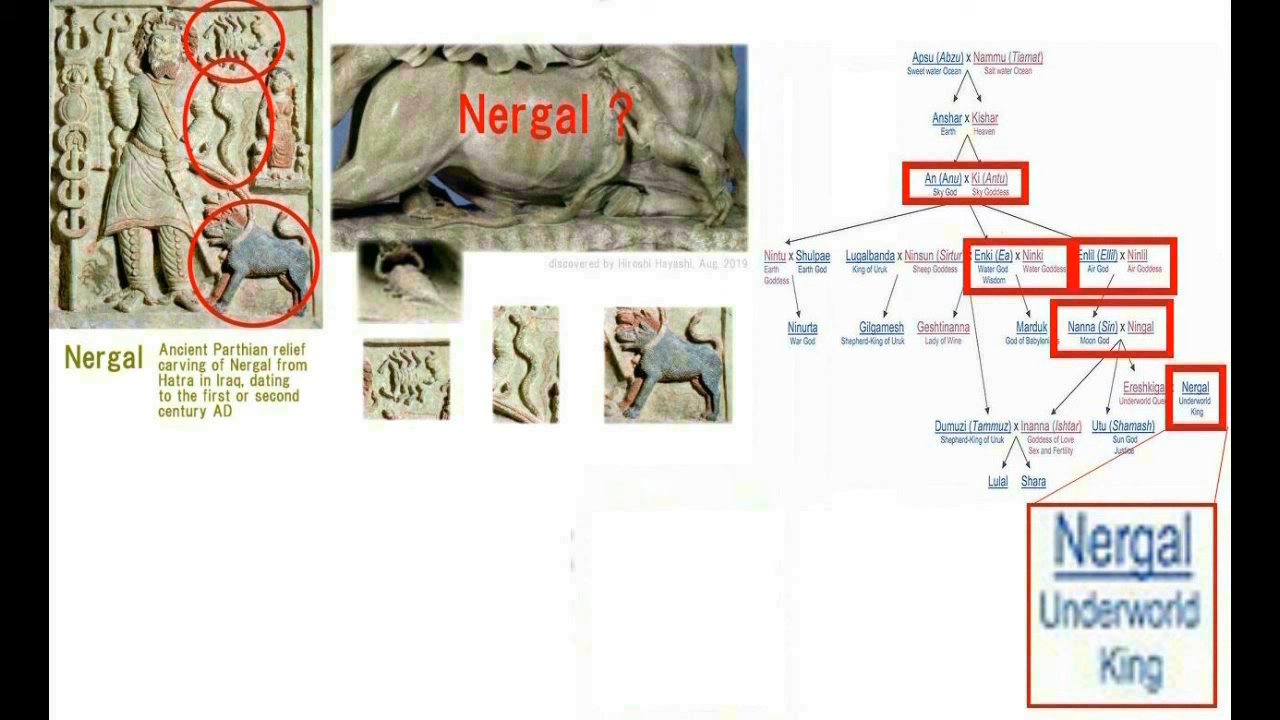 Nergal
Ancient Parthian relief
carving of Nergal from
Hatra in Iraq, dating
to the first or second
century AD
Nergal ?
discovered by Hiroshi Hayashi, Aug, 2019
Apsu (Abzu) x Nammu (Tiamat)
Sweet water Ocean Salt water Ocean
Anshar x Kishar
Earth Heaven
An (Anu) x Ki (Antu)
Sky God Sky Goddess
Nintu x Shulpae Lugalbanda x Ninsun (Sirtur Enki (Ea) x Ninki Enlil (Ellil) x Ninlil
Earth Goddess Earth God King of Uruk Sheep Goddess Water God Wisdom Water Goddess Air God Air Goddess
Ninurta Gilgamesh Geshtinanna Marduk Nanna (Sin) x Ningal
War God Shepherd-King of Uruk Lady of Wine God of Babylonia Moon God
Ereshkiga Nergal
Underworld Que Underworld King
Dumuzi (Tammuz) x Inanna (Ishtar) Utu (Shamash)
Shepherd-King of Uruk Goddess of Love Sex and Fertility Sun God Justice
Lulal Shara
Nergal
Underworld
King